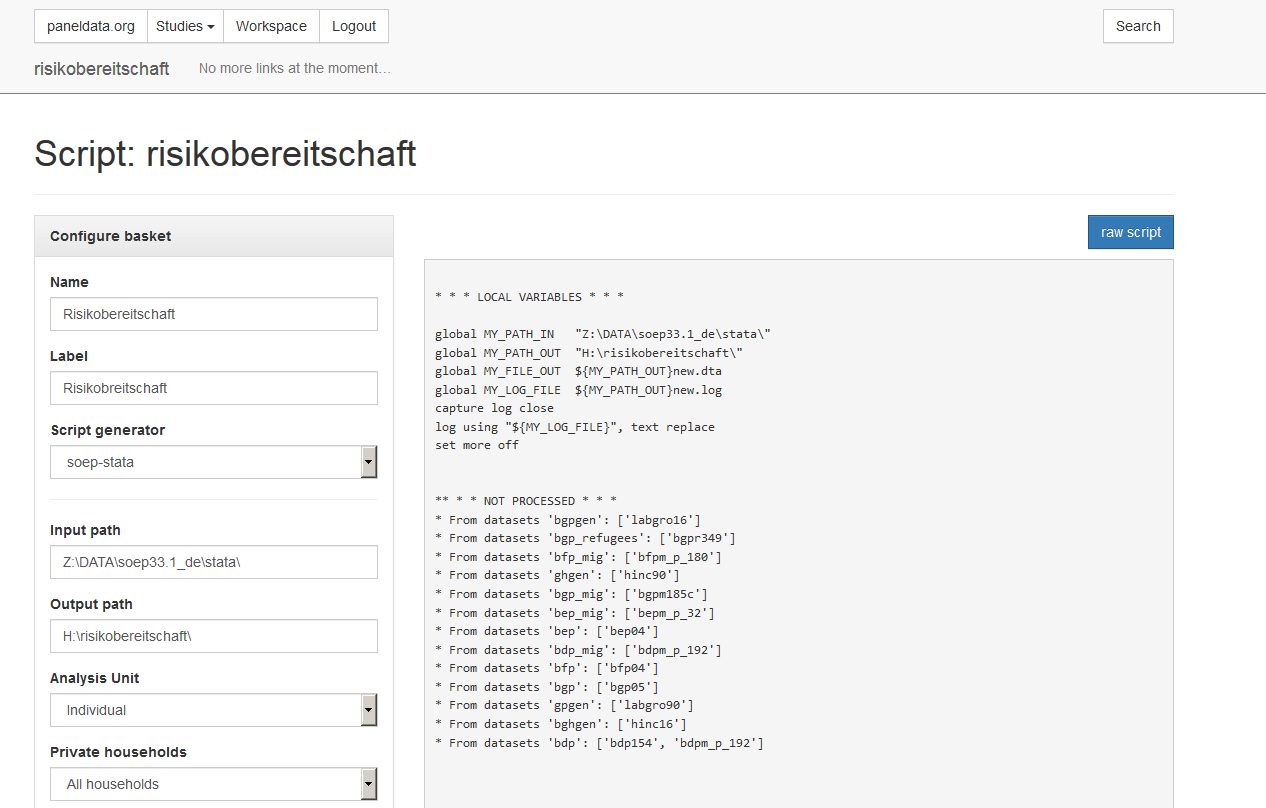 paneldata.org Studies Workspace Logout Search
risikobereitschaft No more links at the moment…
Script: risikobereitschaft
Configure basket
Name
Risikobereitschaft
Label
Risikobreitschaft
Script generator
soep-stata
Input path
Z:\DATA\soep33.1_de\stata\
Output path
H:\risikobereitschaft\
Analysis Unit
Individual
Private households
All households
raw script
* * * LOCAL VARIABLES * * *
global MY_PATH_IN "Z:\DATA\soep33.1_de\stata\"
global MY_PATH_OUT "H:\risikobereitschaft\"
global MY_FILE_OUT ${MY_PATH_OUT}new.dta
global MY_LOG_FILE ${MY_PATH_OUT}new.log
capture log close
log using "${MY_LOG_FILE}", text replace
set more off
** * * NOT PROCESSED * * *
* From datasets 'bgpgen': ['labgro16']
* From datasets 'bgp_refugees': ['bgpr349']
* From datasets 'bfp_mig': ['bfpm_p_180']
* From datasets 'ghgen': ['hinc90']
* From datasets 'bgp_mig': ['bgpm185c']
* From datasets 'bep_mig': ['bepm_p_32']
* From datasets 'bep': ['bep04']
* From datasets 'bdp_mig': ['bdpm_p_192']
* From datasets 'bfp': ['bfp04']
* From datasets 'bgp': ['bgp05']
* From datasets 'gpgen': ['labgro90']
* From datasets 'bghgen': ['hinc16']
* From datasets 'bdp': ['bdp154', 'bdpm_p_192']